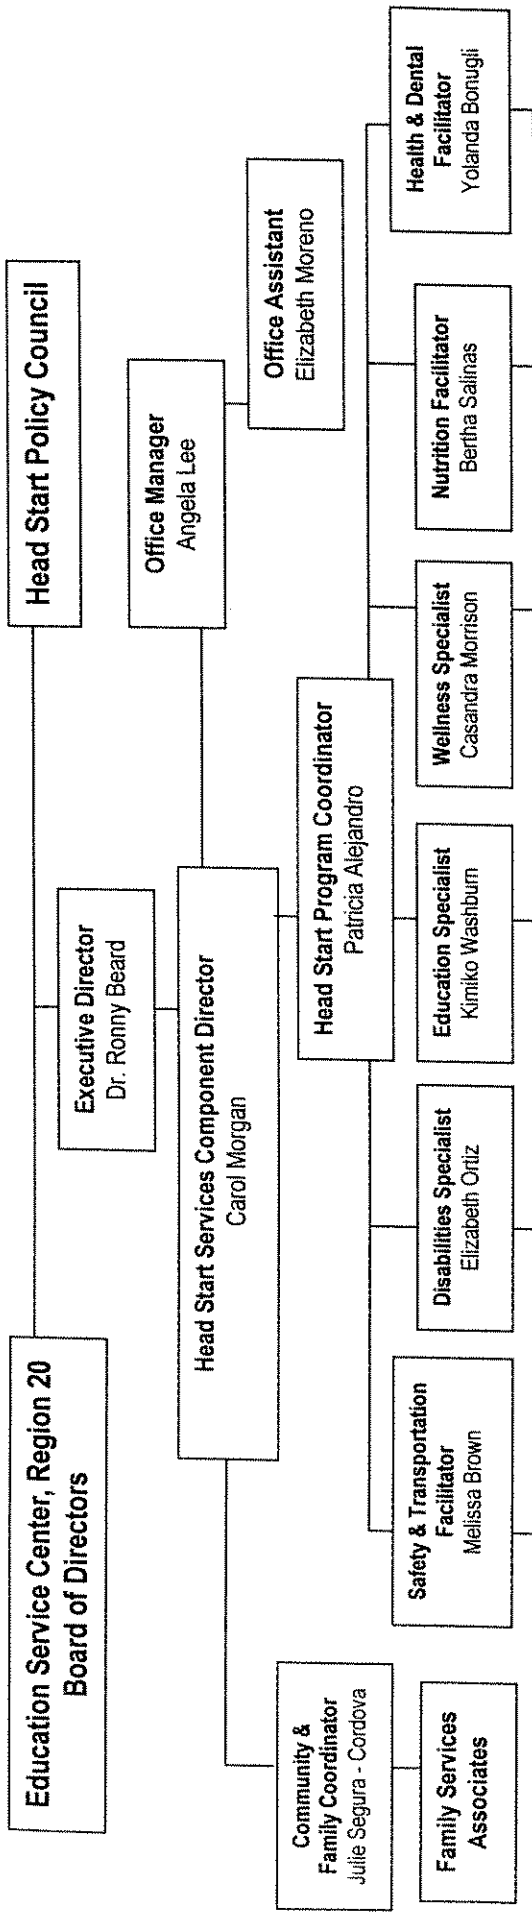 Education Service Center, Region 20
Board of Directors
Head Start Policy Council
Executive Director
Dr. Ronny Beard
Head Start Services Component Director
Carol Morgan
Office Manager
Angela Lee
Office Assistant
Elizabeth Moreno
Community &
Family Coordinator
Julie Segura - Cordova
Head Start Program Coordinator
Patricia Alejandro
Family Services
Associates
Safety & Transportation
Facilitator
Melissa Brown
Disabilities Specialist
Elizabeth Ortiz
Education Specialist
Kimiko Washburn
Wellness Specialist
Casandra Morrison
Nutrition Facilitator
Bertha Salinas
Health & Dental
Facilitator
Yolanda Bonugli